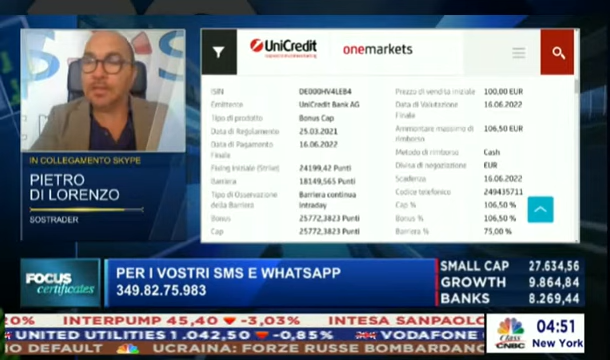 UniCredit
onemarkets
ISIN
DE000HV4LEB4
Prezzo di vendita iniziale
100,00 EUR
Emittente
UniCredit Bank AG
Data di Valutazione Finale
16.06.2022
Tipo di prodotto
Bonus Cap
Ammontare massimo di rimborso
106,50 EUR
Data di Regolamento
25.03.2021
Data di Pagamento Finale
16.06.2022
Metodo di rimborso
Cash
Divisa di negoziazione
EUR
Fixing Iniziale (Strike)
24199,42 Punti
Scadenza
16.06.2022
Barriera
18149,565 Punti
Codice telefonico
249435711
Tipo di Osservazione della Barriera
Barriera continua intraday
Cap %
106,50 %
Bonus
25772,3823 Punti
Bonus %
106,50 %
Cap
25772,3823 Punti
Barriera %
75,00 %
IN COLLEGAMENTO SKYPE
PIETRO
DI LORENZO
SOSTRADER
FOCUS
certificates
PER I VOSTRI SMS E WHATSAPP
349.82.75.983
SMALL CAP 27.634,56
GROWTH 9.864,84
BANKS 8.269,44
INTERPUMP 45,40 -3,03% INTESA SANPAOLO
UNITED UTILITIES 1.042,50 -0,85% VODAFONE
O DEFAULT UCRAINA: FORZE RUSSE BOMBARDANO
Class
CNBC
04:51
New York